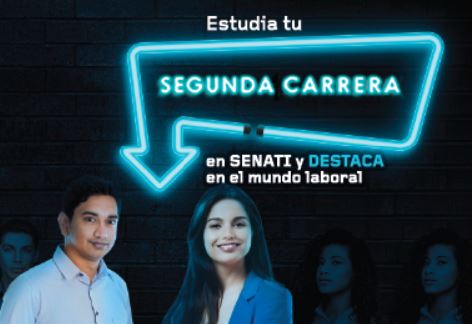 Estudia tu
SEGUNDA CARRERA
en SENATI y DESTACA
en el mundo laboral